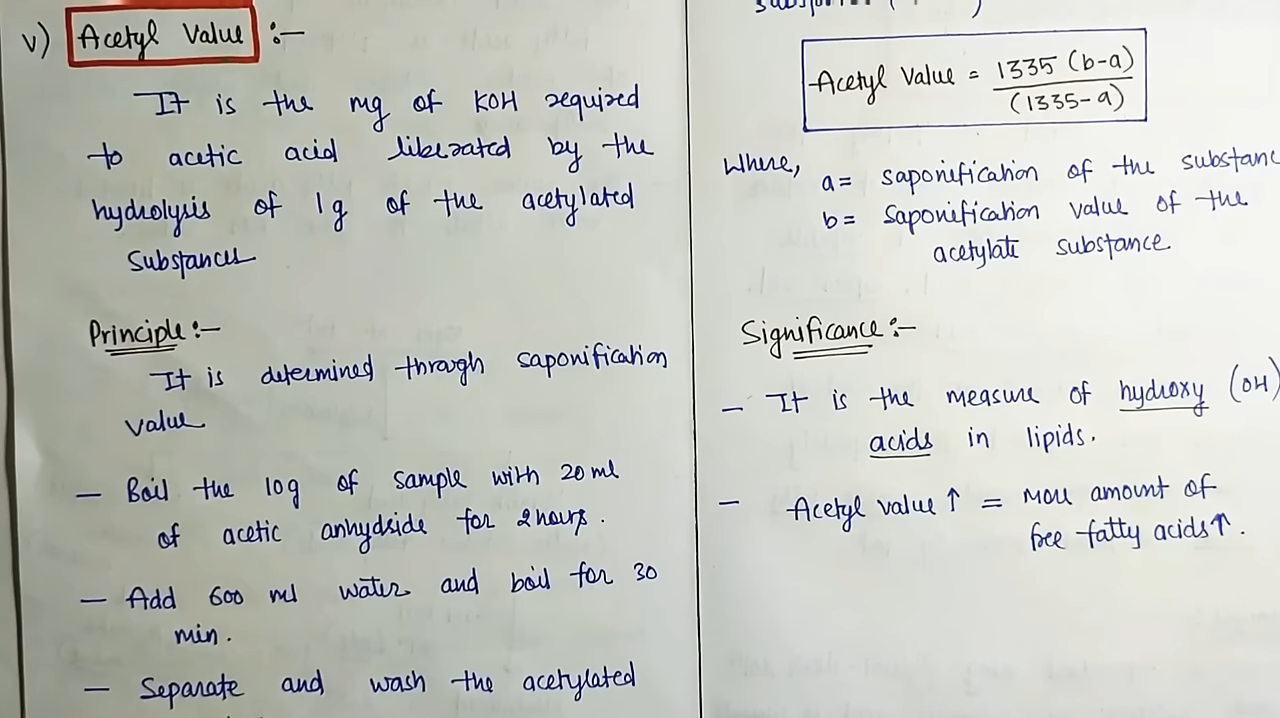 v) Acetyl Value :-
It is the mg of KOH required
to acetic acid liberated by the
hydrolysis of 1g of the acetylated
Substances
Principle :-
It is determined through saponification
value
- Boil the 10g of sample with 20 ml
of acetic anhydride for 2 hours.
- Add 600 ml water and boil for 30
min.
- Separate and wash the acetylated
Acetyl Value = 1335 (b-a)
(1335-a)
Where,
a = saponification of the substanc
b = Saponification value of the
acetylate substance
Significance :-
- It is the measure of hydroxy (OH)
acids in lipids.
- Acetyl value ↑ = more amount of
free fatty acids ↑.